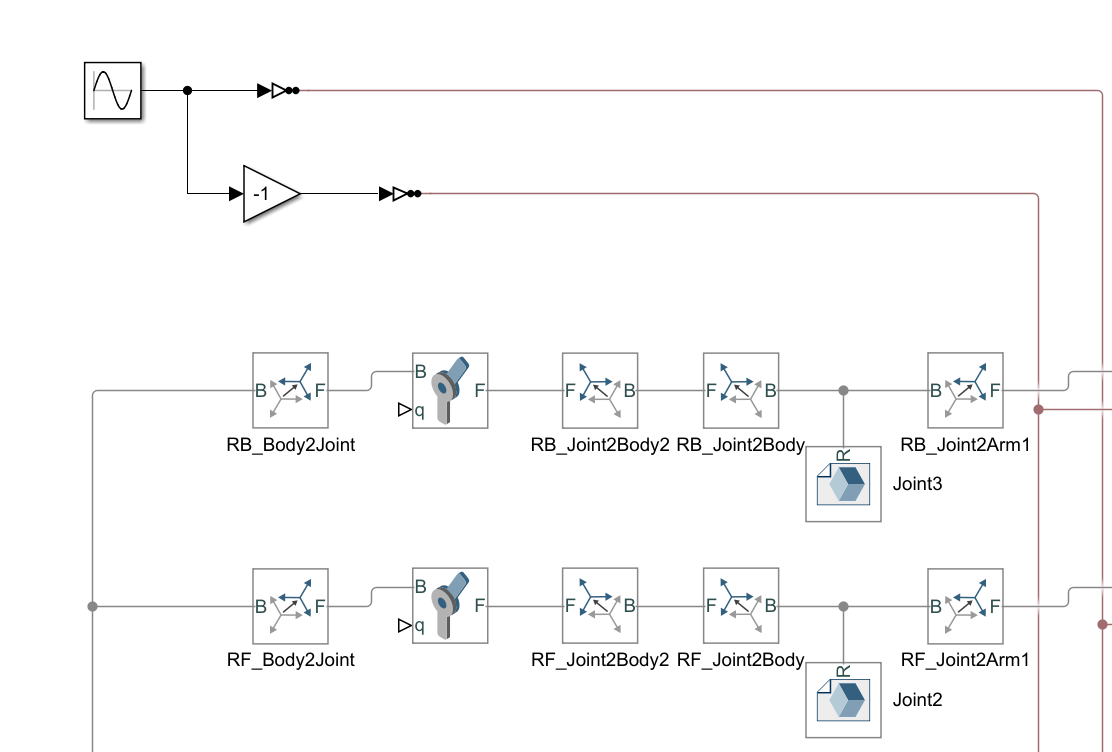 -1
B F
B
q
F
F B
F B
B F
RB_Body2Joint
RB_Joint2Body2
RB_Joint2Body
RB_Joint2Arm1
R
Joint3
B F
B
q
F
F B
F B
B F
RF_Body2Joint
RF_Joint2Body2
RF_Joint2Body
RF_Joint2Arm1
R
Joint2